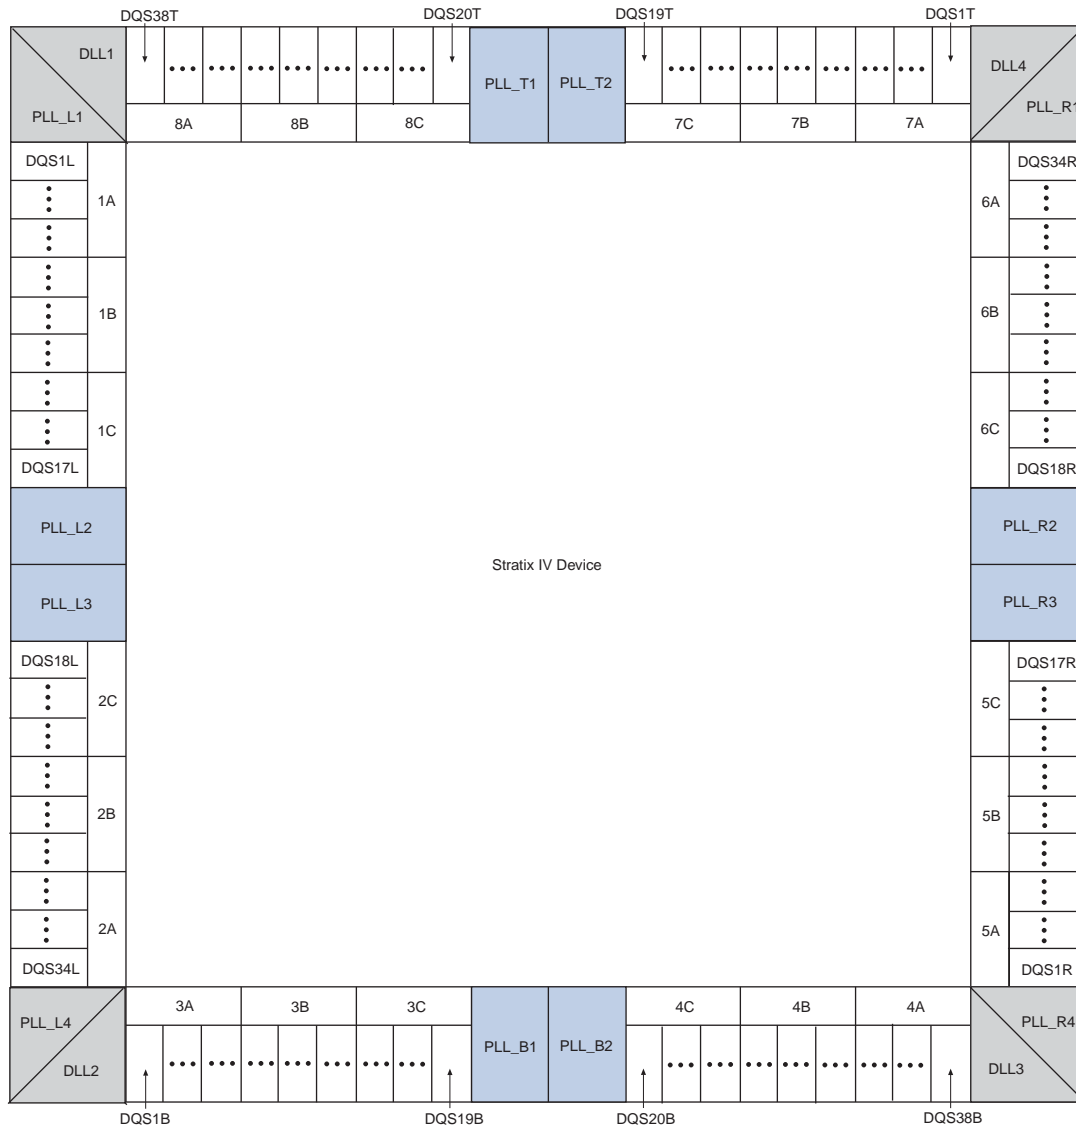 DQS38T
DQS20T
DQS19T
DQS1T
DLL1
PLL_L1
PLL_T1
PLL_T2
DLL4
PLL_R1
8A
8B
8C
7C
7B
7A
DQS1L
1A
6A
DQS34R
1B
6B
1C
6C
DQS17L
DQS18R
PLL_L2
PLL_R2
Stratix IV Device
PLL_L3
PLL_R3
DQS18L
2C
5C
DQS17R
2B
5B
2A
5A
DQS34L
DQS1R
3A
3B
3C
4C
4B
4A
PLL_L4
DLL2
PLL_B1
PLL_B2
PLL_R4
DLL3
DQS1B
DQS19B
DQS20B
DQS38B